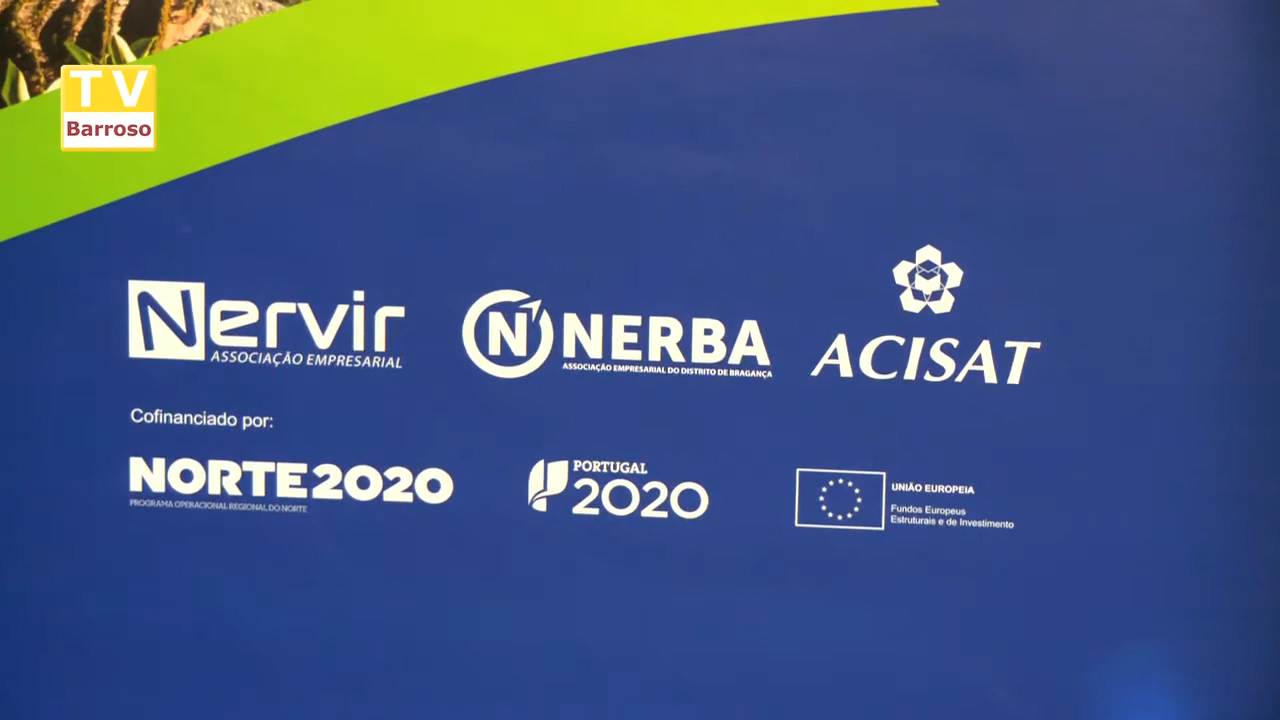 TV
Barroso
Nervir
ASSOCIAÇÃO EMPRESARIAL
NERBA
ASSOCIAÇÃO EMPRESARIAL DO DISTRITO DE BRAGANÇA
ACISAT
Cofinanciado por:
NORTE2020
PROGRAMA OPERACIONAL REGIONAL DO NORTE
PORTUGAL
2020
UNIÃO EUROPEIA
Fundos Europeus
Estruturais e de Investimento